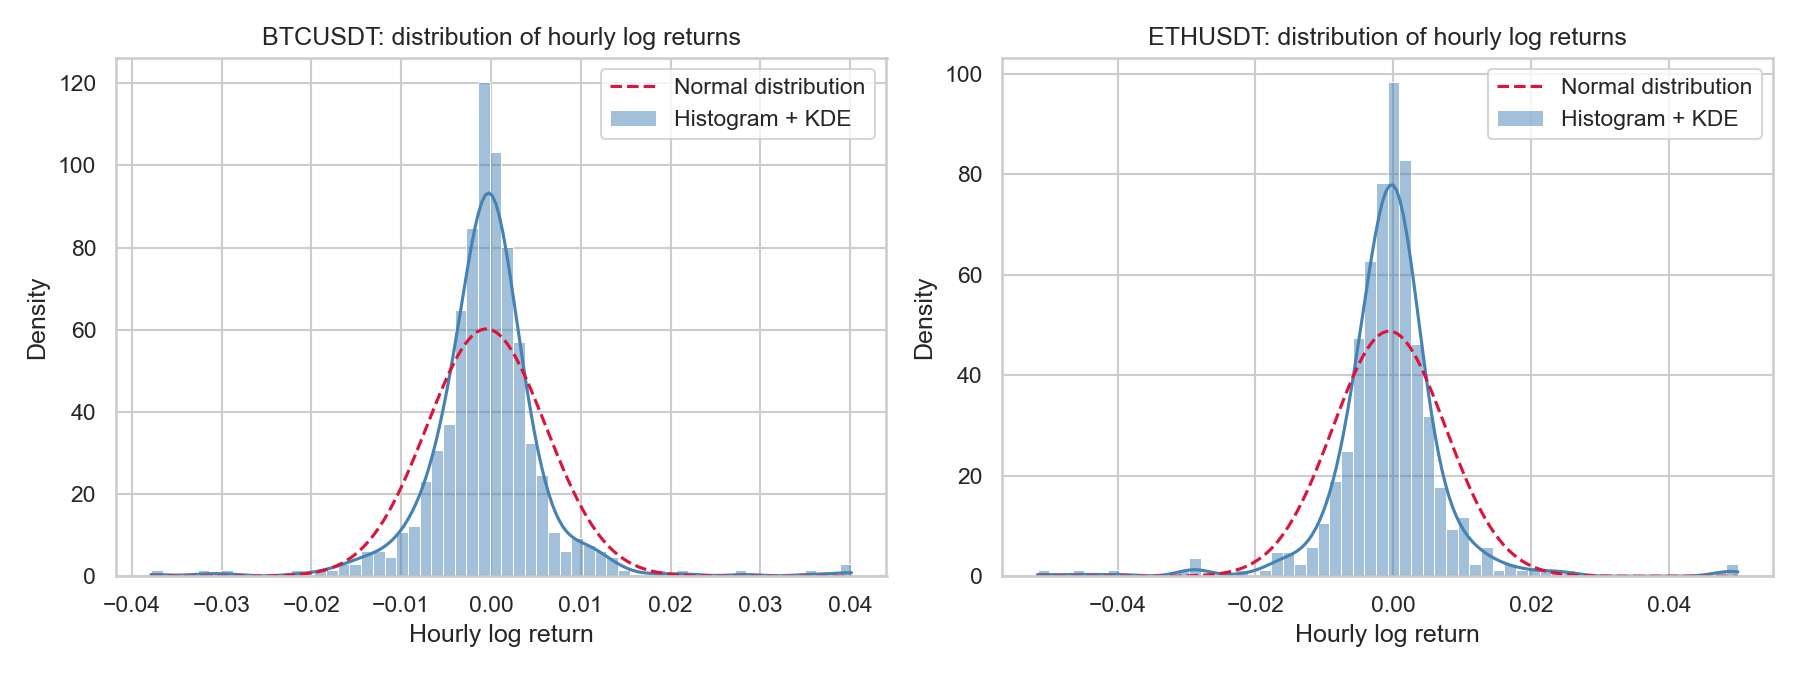 BTCUSDT: distribution of hourly log returns
120
100
80
60
40
20
0
Density
Normal distribution
Histogram + KDE
−0.04 −0.03 −0.02 −0.01 0.00 0.01 0.02 0.03 0.04
Hourly log return
ETHUSDT: distribution of hourly log returns
100
80
60
40
20
0
Density
Normal distribution
Histogram + KDE
−0.04 −0.02 0.00 0.02 0.04
Hourly log return